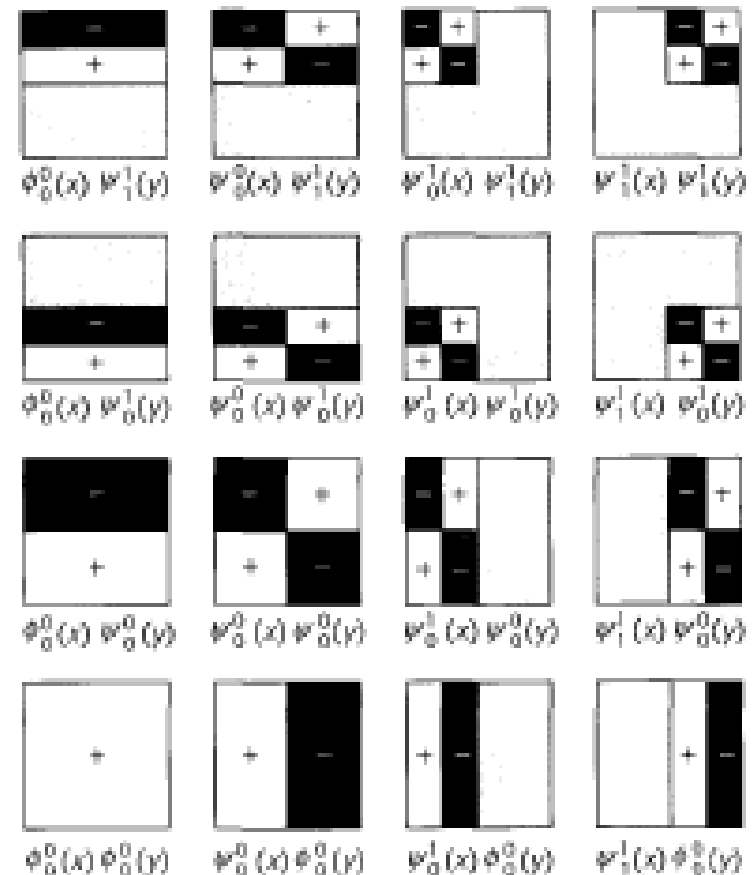 − − + − + − +
+ + − + − + −
ϕ₀⁰(x) ψ₁¹(y) ψ₀⁰(x) ψ₁¹(y) ψ₀¹(x) ψ₁¹(y) ψ₁¹(x) ψ₁¹(y)
− − + − + − +
+ + − + − + −
ϕ₀⁰(x) ψ₀¹(y) ψ₀⁰(x) ψ₀¹(y) ψ₀¹(x) ψ₀¹(y) ψ₁¹(x) ψ₀¹(y)
− − + − + − +
+ + − + − + −
ϕ₀⁰(x) ψ₀⁰(y) ψ₀⁰(x) ψ₀⁰(y) ψ₀¹(x) ψ₀⁰(y) ψ₁¹(x) ψ₀⁰(y)
+ + − + − + −
ϕ₀⁰(x) ϕ₀⁰(y) ψ₀⁰(x) ϕ₀⁰(y) ψ₀¹(x) ϕ₀⁰(y) ψ₁¹(x) ϕ₀⁰(y)